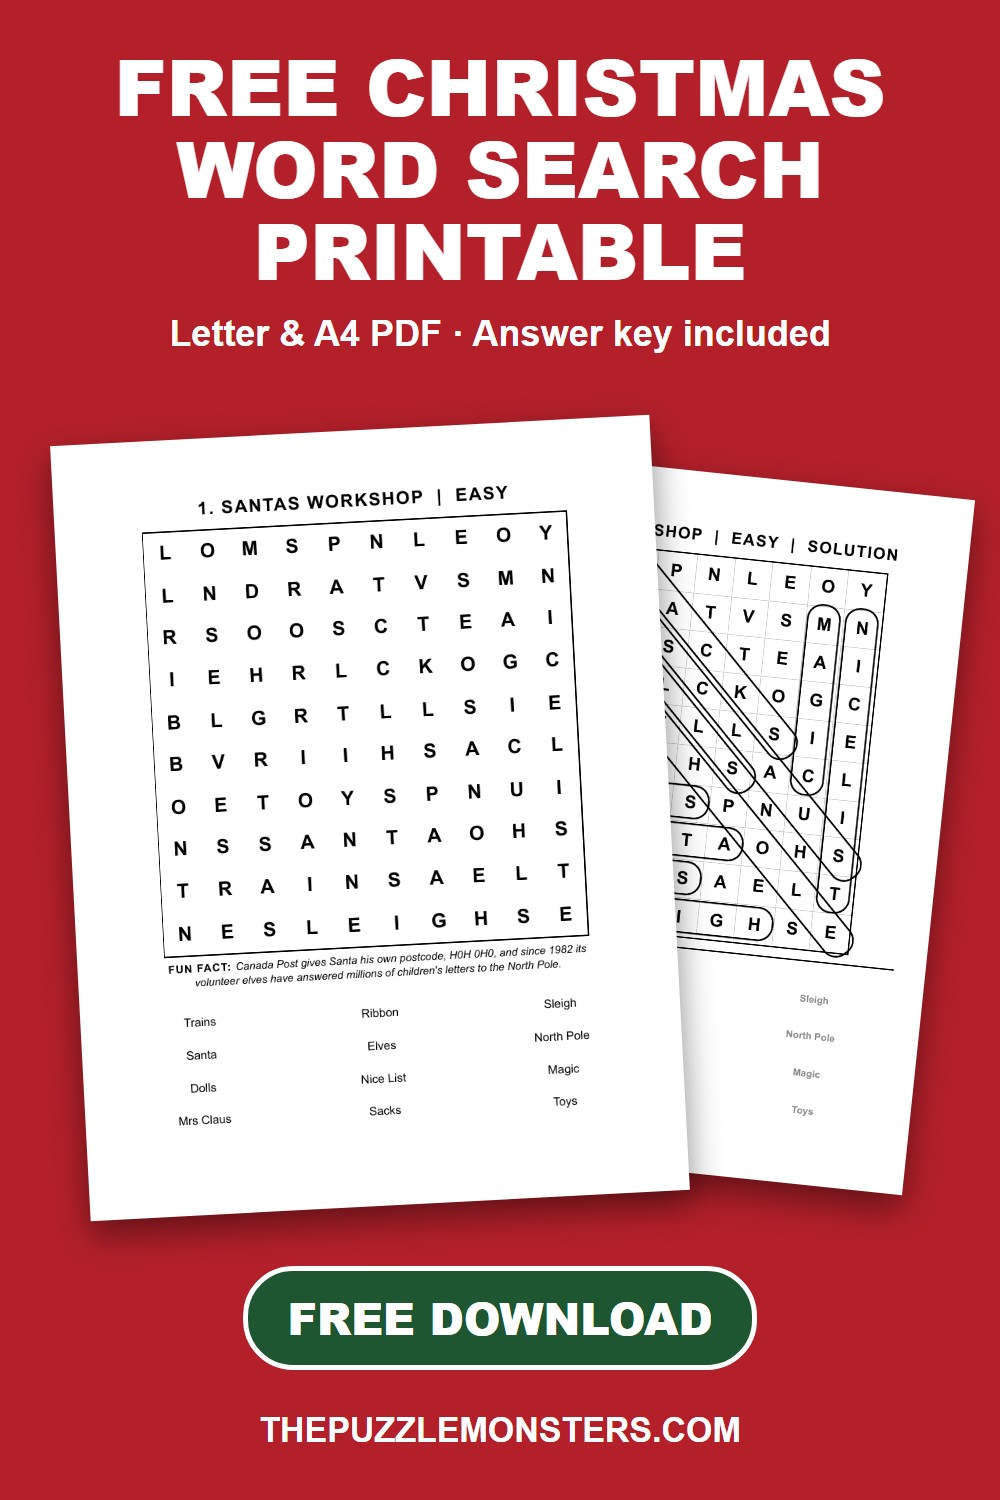 FREE CHRISTMAS
WORD SEARCH
PRINTABLE
Letter & A4 PDF · Answer key included
1. SANTAS WORKSHOP | EASY
L O M S P N L E O Y
L N D R A T V S M N
R S O O S C T E A I
I E H R L C K O G C
B L G R T L L S I E
B V R I I H S A C L
O E T O Y S P N U I
N S S A N T A O H S
T R A I N S A E L T
N E S L E I G H S E
FUN FACT: Canada Post gives Santa his own postcode, H0H 0H0, and since 1982 its
volunteer elves have answered millions of children's letters to the North Pole.
Trains Ribbon Sleigh
Santa Elves North Pole
Dolls Nice List Magic
Mrs Claus Sacks Toys
SHOP | EASY | SOLUTION
P N L E O Y
A T V S M N
S C T E A I
L C K O G C
L L S I E
H S A C L
S P N U I
T A O H S
S A E L T
I G H S E
Sleigh
North Pole
Magic
Toys
FREE DOWNLOAD
THEPUZZLEMONSTERS.COM